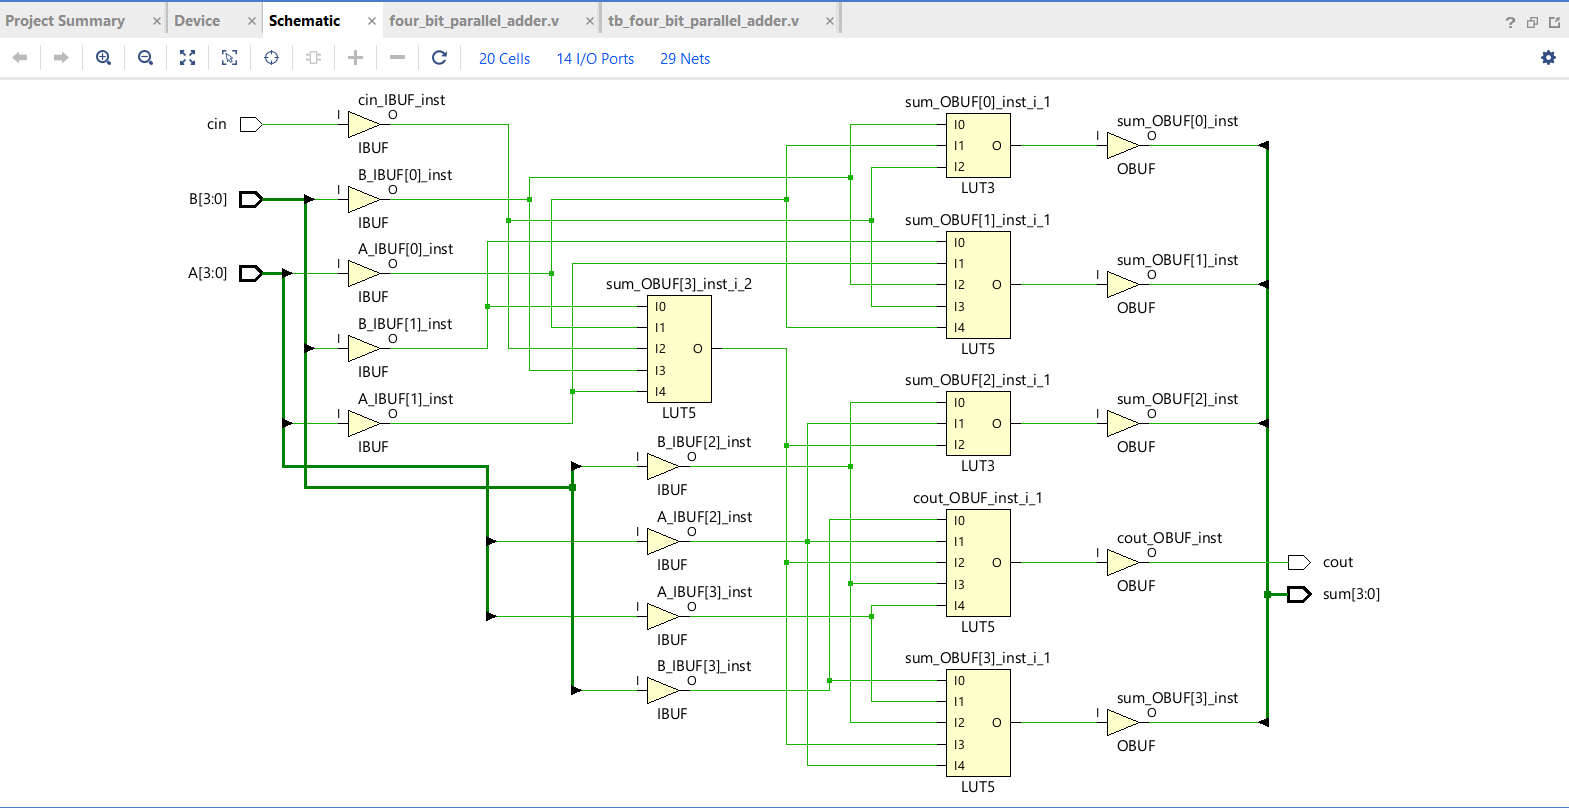 Project Summary × Device × Schematic × four_bit_parallel_adder.v × tb_four_bit_parallel_adder.v × ?
20 Cells 14 I/O Ports 29 Nets
cin
cin_IBUF_inst
I O
IBUF
B[3:0]
B_IBUF[0]_inst
I O
IBUF
A[3:0]
A_IBUF[0]_inst
I O
IBUF
B_IBUF[1]_inst
I O
IBUF
A_IBUF[1]_inst
I O
IBUF
sum_OBUF[3]_inst_i_2
I0
I1
I2 O
I3
I4
LUT5
B_IBUF[2]_inst
I O
IBUF
A_IBUF[2]_inst
I O
IBUF
A_IBUF[3]_inst
I O
IBUF
B_IBUF[3]_inst
I O
IBUF
sum_OBUF[0]_inst_i_1
I0
I1 O
I2
LUT3
sum_OBUF[1]_inst_i_1
I0
I1
I2 O
I3
I4
LUT5
sum_OBUF[2]_inst_i_1
I0
I1 O
I2
LUT3
cout_OBUF_inst_i_1
I0
I1
I2 O
I3
I4
LUT5
sum_OBUF[3]_inst_i_1
I0
I1
I2 O
I3
I4
LUT5
sum_OBUF[0]_inst
I O
OBUF
sum_OBUF[1]_inst
I O
OBUF
sum_OBUF[2]_inst
I O
OBUF
cout_OBUF_inst
I O
OBUF
sum_OBUF[3]_inst
I O
OBUF
cout
sum[3:0]